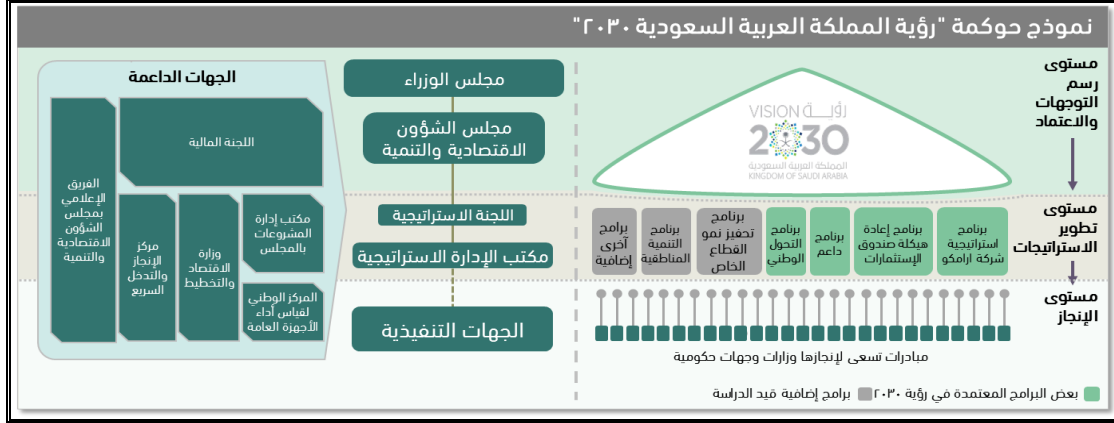 نموذج حوكمة "رؤية المملكة العربية السعودية ٢٠٣٠"
مستوى
رسم
التوجهات
والاعتماد
VISION رؤيــة
2030
المملكة العربية السعودية
KINGDOM OF SAUDI ARABIA
مجلس الوزراء
مجلس الشؤون
الاقتصادية والتنمية
الجهات الداعمة
اللجنة المالية
الفريق
الإعلامي
بمجلس
الشؤون
الاقتصادية
والتنمية
مستوى
تطوير
الاستراتيجات
برنامج
استراتيجية
شركة ارامكو
برنامج إعادة
هيكلة صندوق
الإستثمارات
برنامج
داعم
برنامج
التحول
الوطني
برنامج
تحفيز نمو
القطاع
الخاص
برنامج
التنمية
المناطقية
برامج
آخرى
إضافية
اللجنة الاستراتيجية
مكتب الإدارة الاستراتيجية
مكتب إدارة
المشروعات
بالمجلس
وزارة
الاقتصاد
والتخطيط
مركز
الإنجاز
والتدخل
السريع
المركز الوطني
لقياس أداء
الأجهزة العامة
مستوى
الإنجاز
مبادرات تسعى لإنجازها وزارات وجهات حكومية
الجهات التنفيذية
بعض البرامج المعتمدة في رؤية ٢٠٣٠ برامج إضافية قيد الدراسة